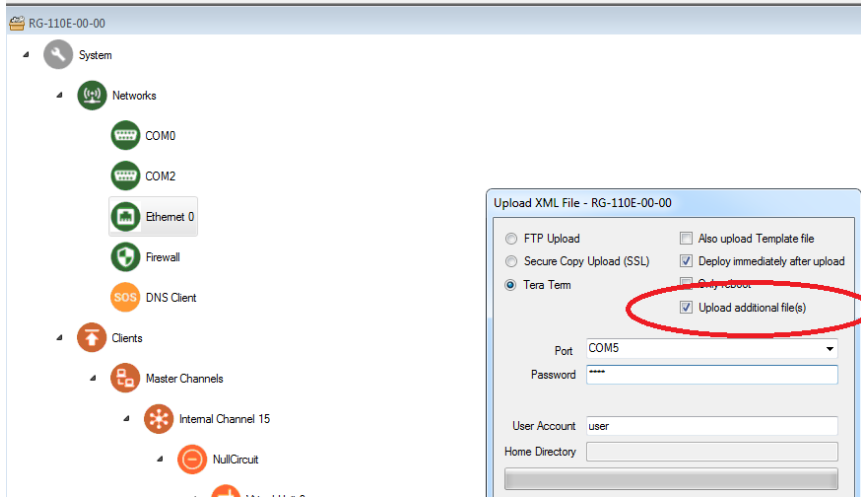 RG-110E-00-00
System
Networks
COM0
COM2
Ethernet 0
Firewall
SOS DNS Client
Clients
Master Channels
Internal Channel 15
NullCircuit
Upload XML File - RG-110E-00-00
FTP Upload
Also upload Template file
Secure Copy Upload (SSL)
Deploy immediately after upload
Tera Term
Only reboot
Upload additional file(s)
Port COM5
Password ****
User Account user
Home Directory